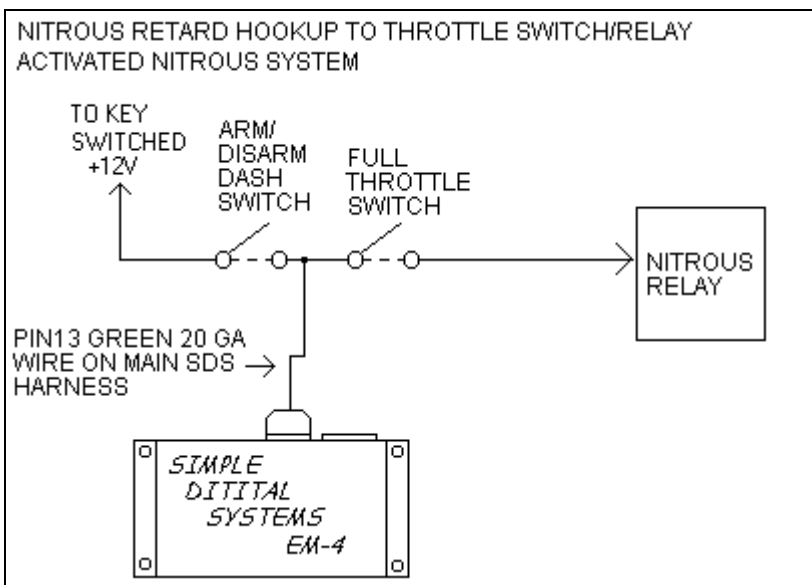 NITROUS RETARD HOOKUP TO THROTTLE SWITCH/RELAY
ACTIVATED NITROUS SYSTEM
TO KEY
SWITCHED
+12V
ARM/
DISARM
DASH
SWITCH
FULL
THROTTLE
SWITCH
NITROUS
RELAY
PIN13 GREEN 20 GA
WIRE ON MAIN SDS
HARNESS
SIMPLE
DITITAL
SYSTEMS
EM-4